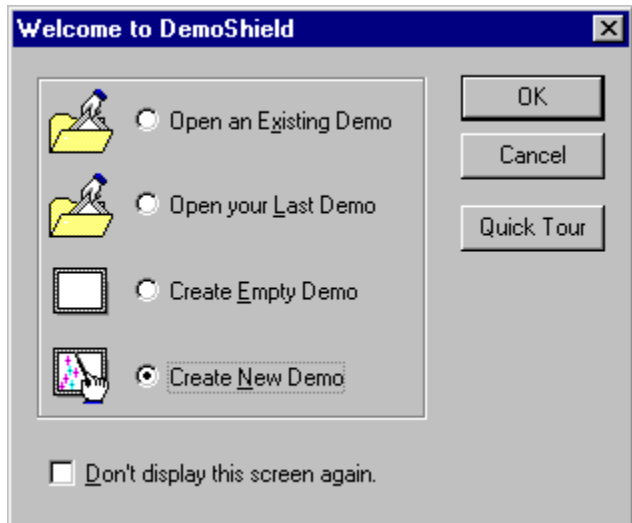 Welcome to DemoShield
Open an Existing Demo
Open your Last Demo
Create Empty Demo
Create New Demo
Don't display this screen again.
OK
Cancel
Quick Tour